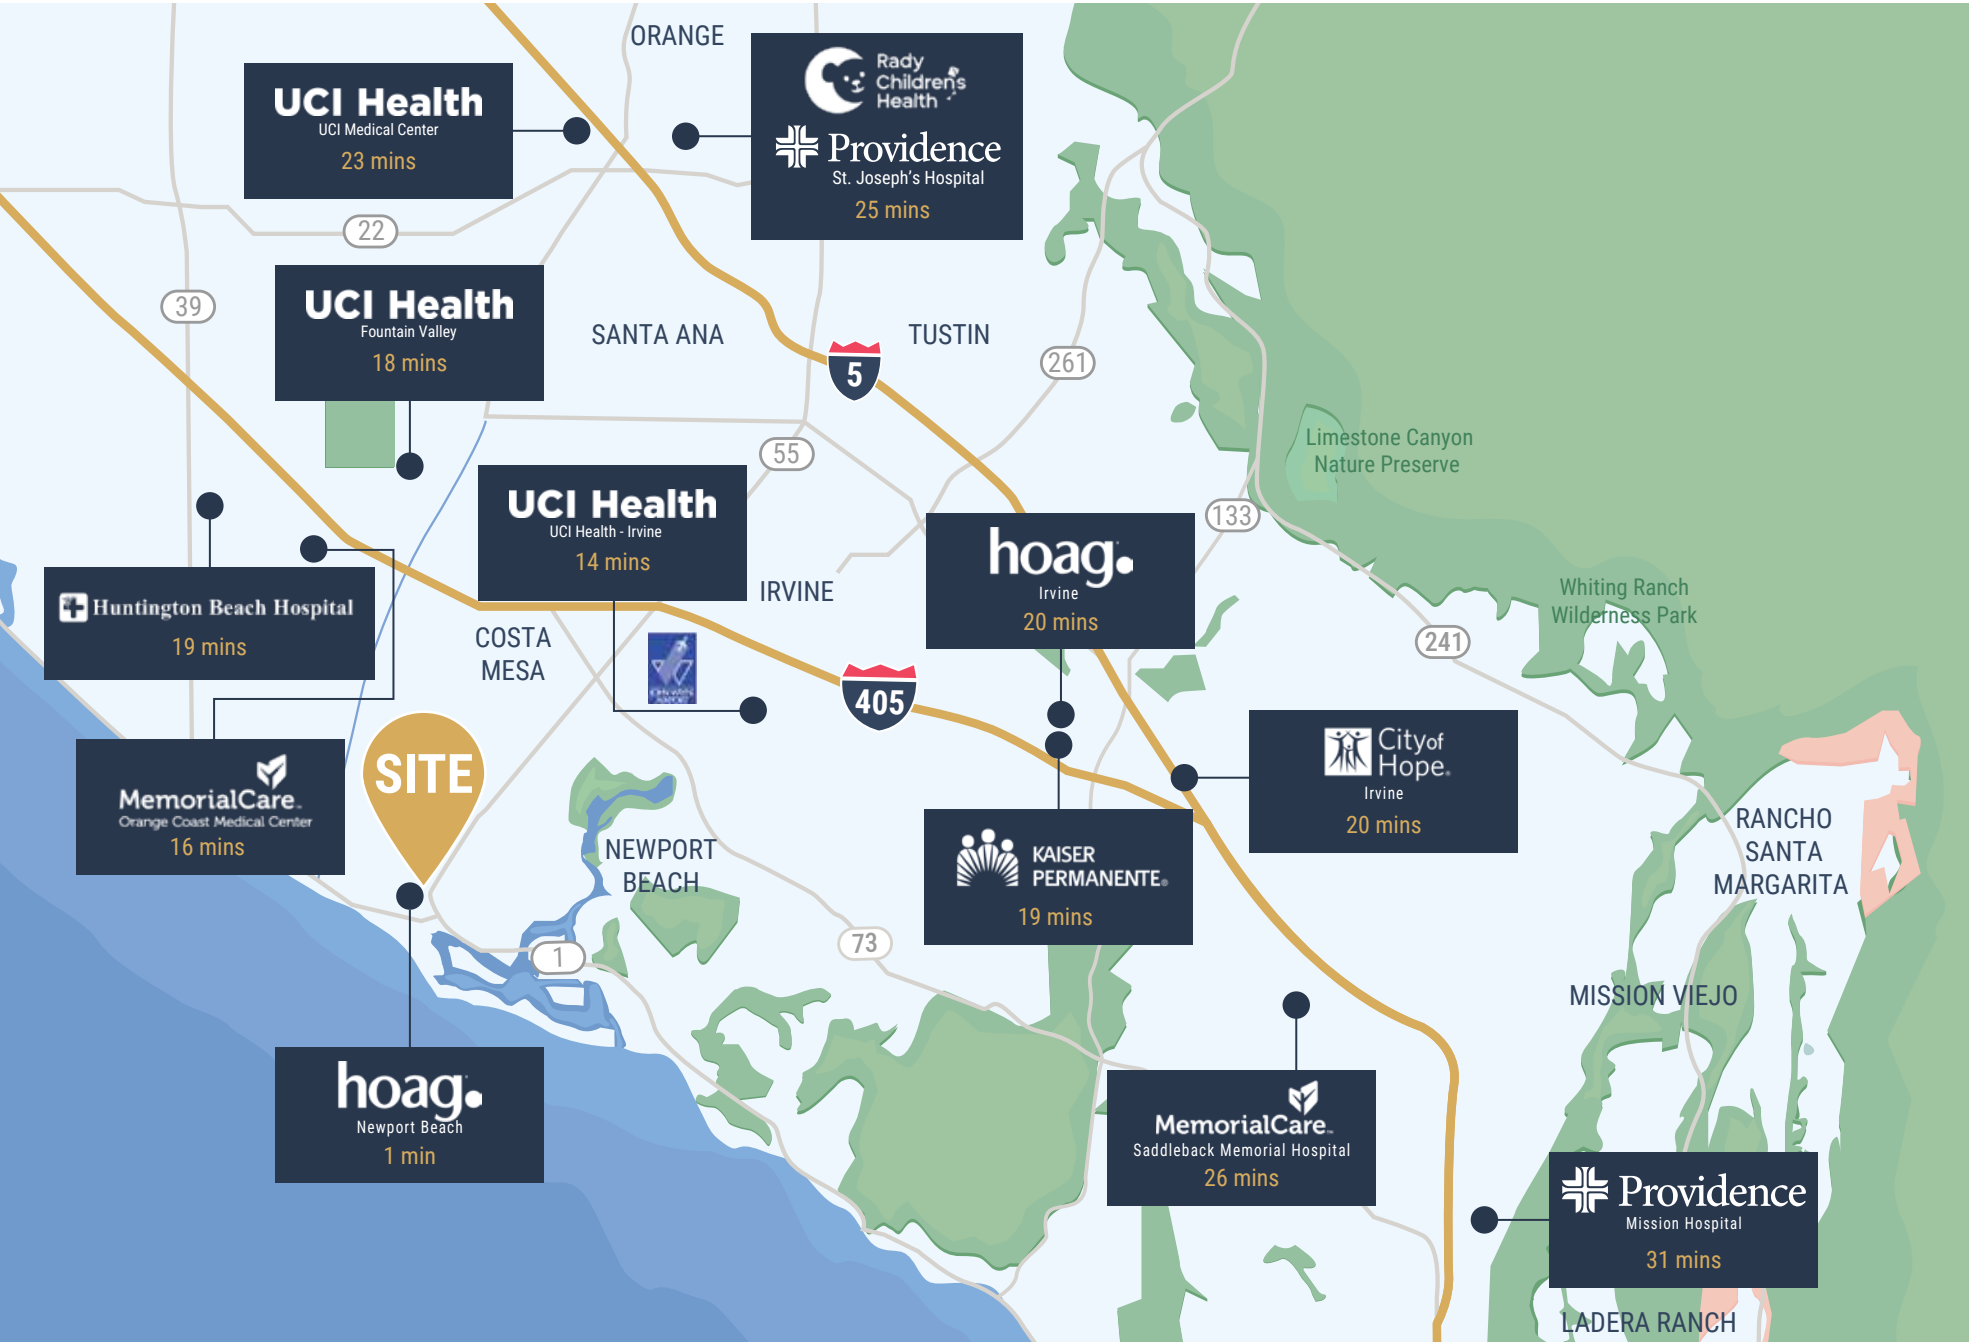 ORANGE
Rady
Children's
Health
Providence
St. Joseph's Hospital
25 mins
UCI Health
UCI Medical Center
23 mins
22
39
UCI Health
Fountain Valley
18 mins
SANTA ANA
TUSTIN
5
261
55
Limestone Canyon
Nature Preserve
133
UCI Health
UCI Health - Irvine
14 mins
IRVINE
hoag.
Irvine
20 mins
Whiting Ranch
Wilderness Park
241
Huntington Beach Hospital
19 mins
COSTA
MESA
JOHN WAYNE
AIRPORT
405
MemorialCare
Orange Coast Medical Center
16 mins
SITE
City of
Hope.
Irvine
20 mins
NEWPORT
BEACH
KAISER
PERMANENTE®
19 mins
RANCHO
SANTA
MARGARITA
73
1
MISSION VIEJO
hoag.
Newport Beach
1 min
MemorialCare
Saddleback Memorial Hospital
26 mins
Providence
Mission Hospital
31 mins
LADERA RANCH